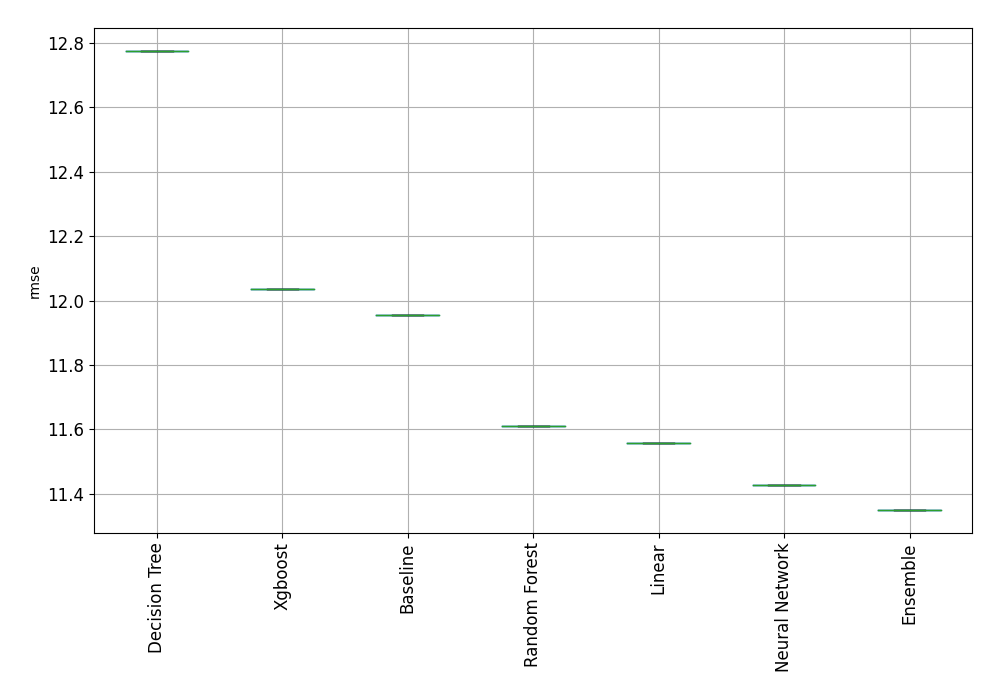 12.8
12.6
12.4
12.2
12.0
11.8
11.6
11.4
rmse
Decision Tree
Xgboost
Baseline
Random Forest
Linear
Neural Network
Ensemble